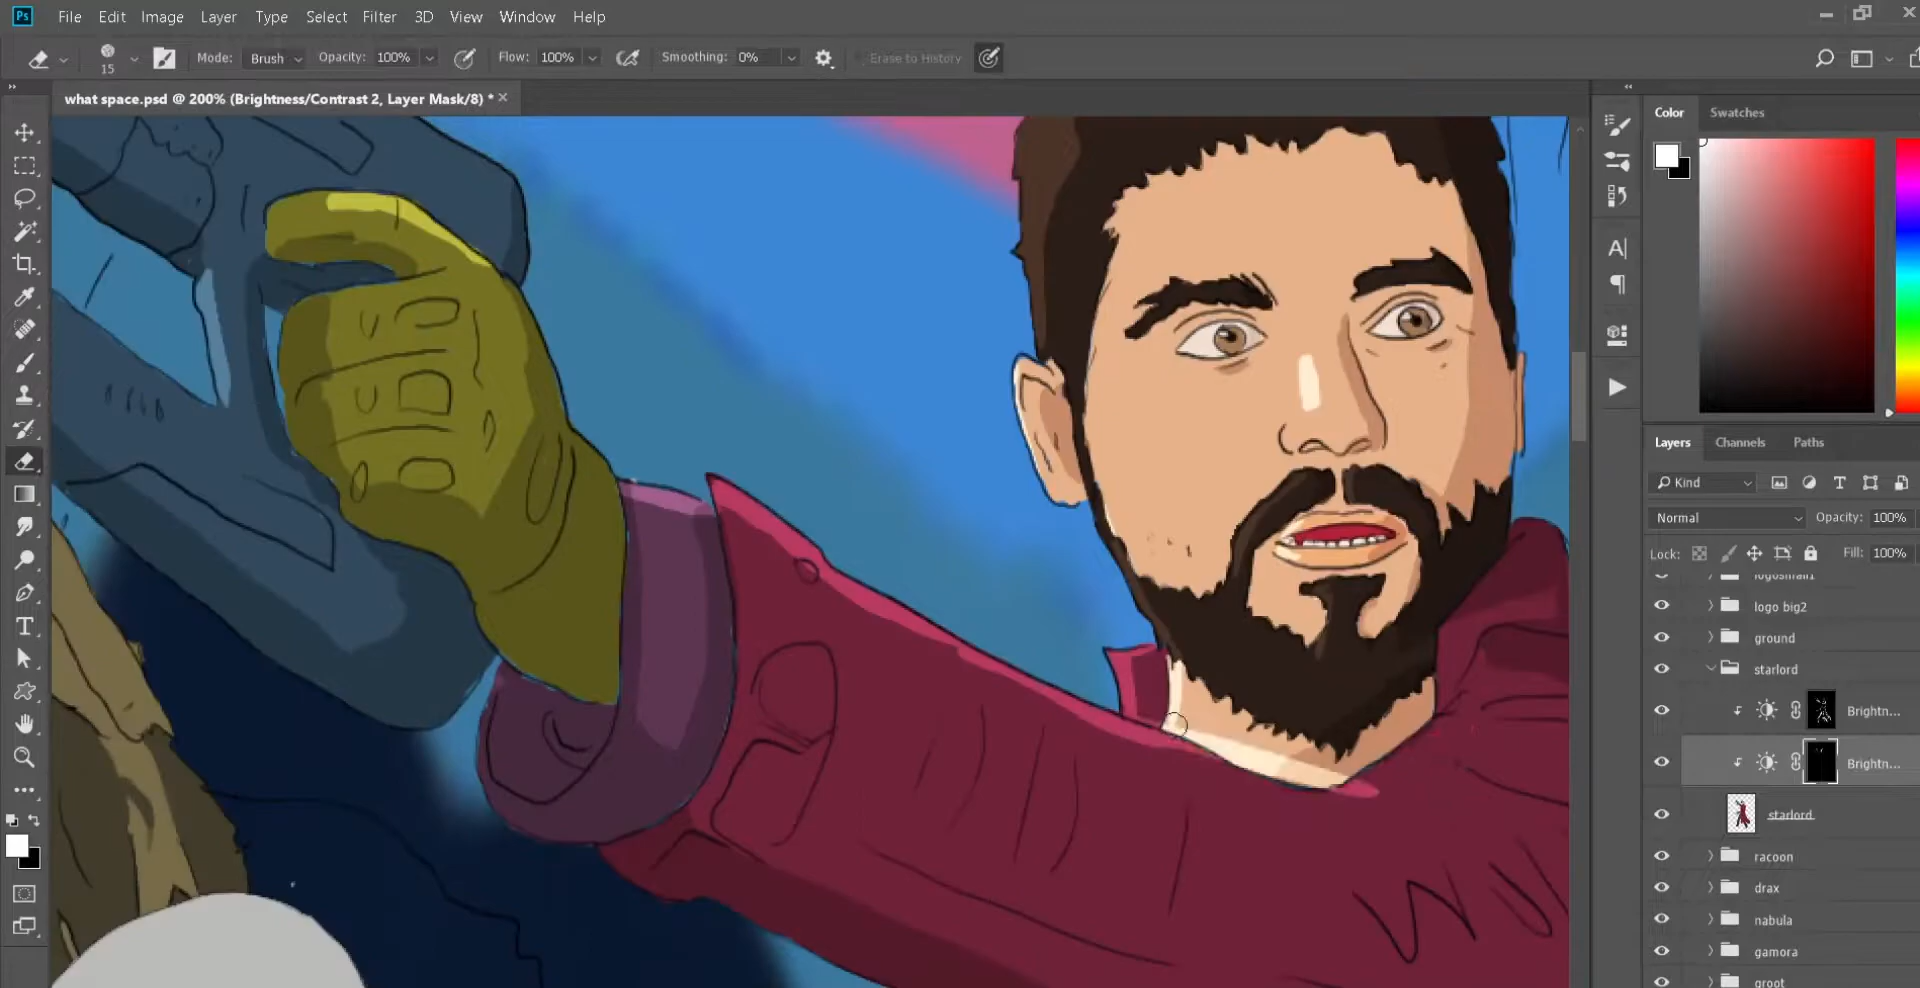 Ps File Edit Image Layer Type Select Filter 3D View Window Help
15 Mode: Brush Opacity: 100% Flow: 100% Smoothing: 0% Erase to History
what space.psd @ 200% (Brightness/Contrast 2, Layer Mask/8) *
Color Swatches
Layers Channels Paths
Kind
Normal Opacity: 100%
Lock: Fill: 100%
logosmall1
logo big2
ground
starlord
Brightn...
Brightn...
starlord
racoon
drax
nabula
gamora
groot